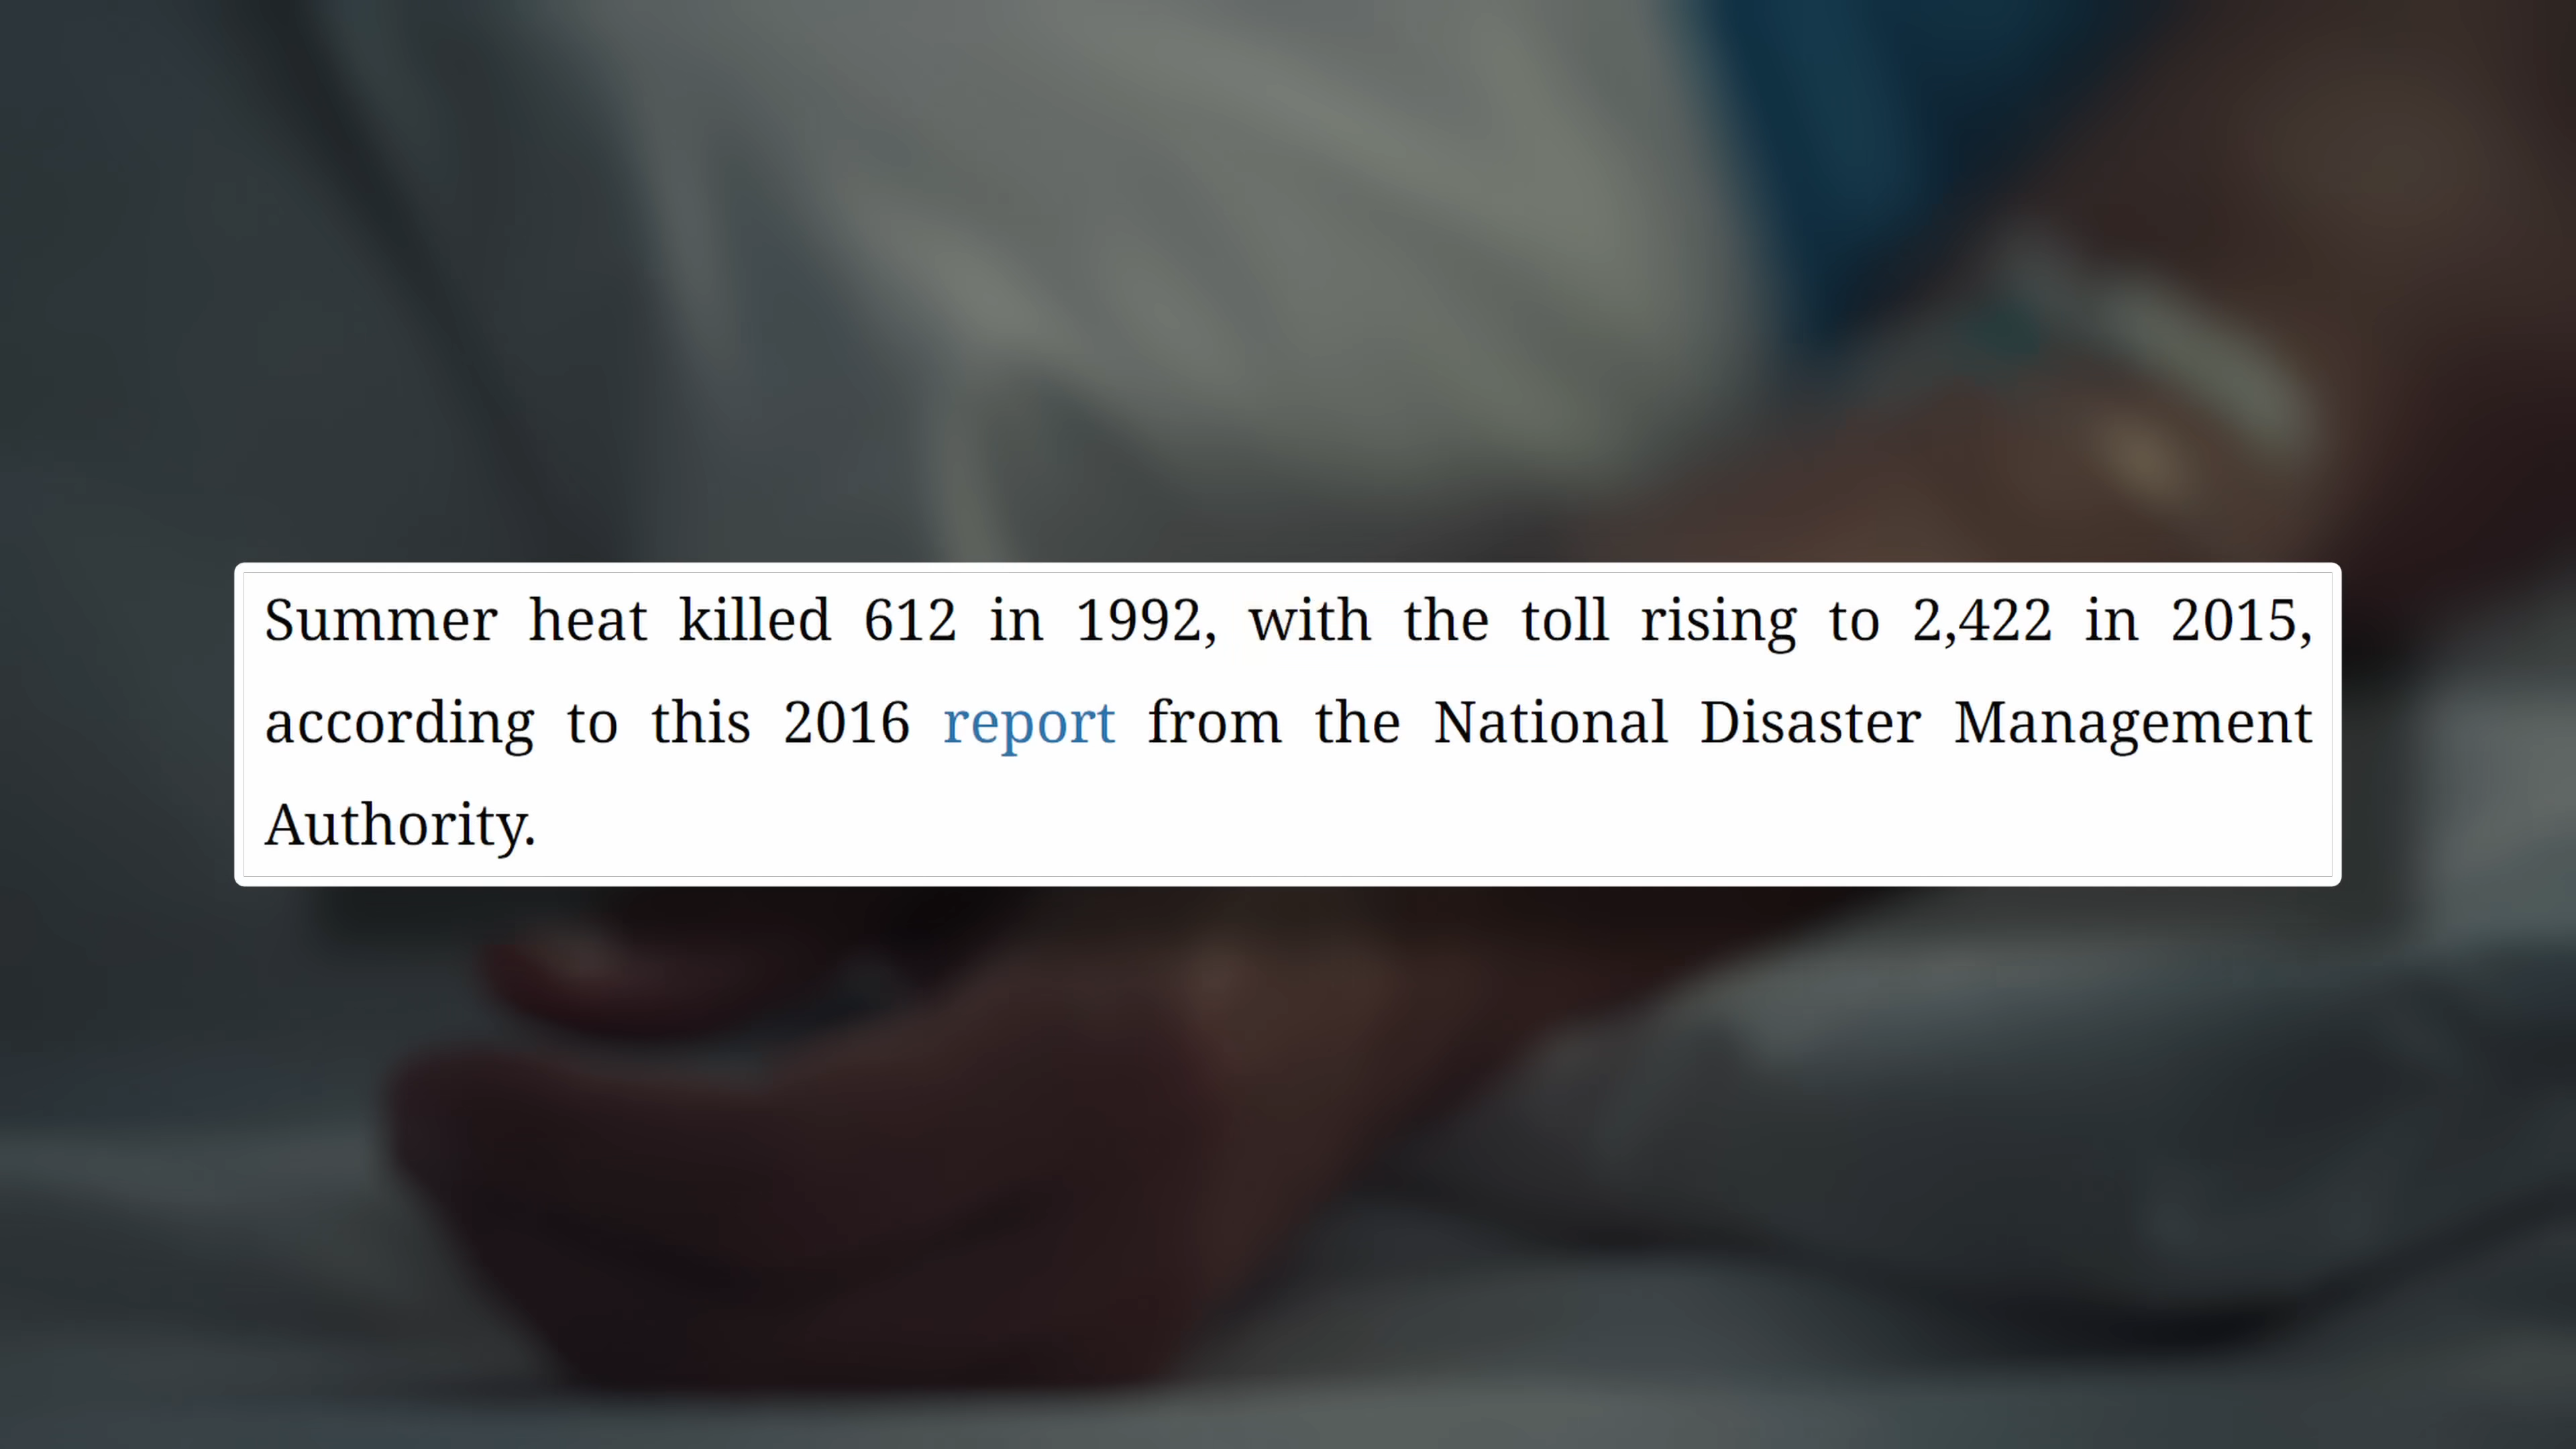 Summer heat killed 612 in 1992, with the toll rising to 2,422 in 2015,
according to this 2016 report from the National Disaster Management
Authority.